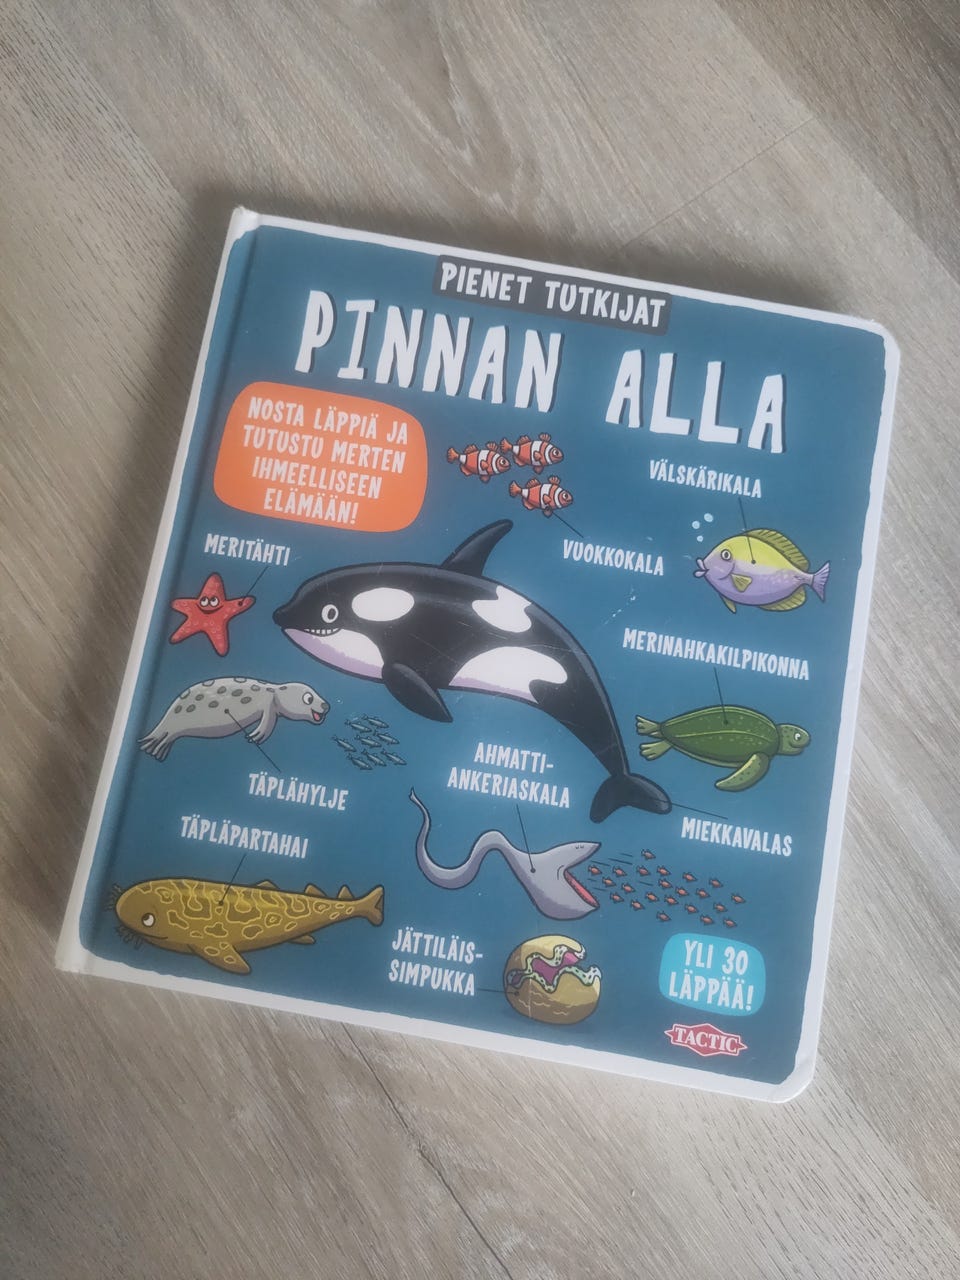 PIENET TUTKIJAT
PINNAN ALLA
NOSTA LÄPPIÄ JA
TUTUSTU MERTEN
IHMEELLISEEN
ELÄMÄÄN!
VÄLSKÄRIKALA
VUOKKOKALA
MERITÄHTI
MERINAHKAKILPIKONNA
TÄPLÄHYLJE
AHMATTI-
ANKERIASKALA
MIEKKAVALAS
TÄPLÄPARTAHAI
JÄTTILÄIS-
SIMPUKKA
YLI 30
LÄPPÄÄ!
TACTIC